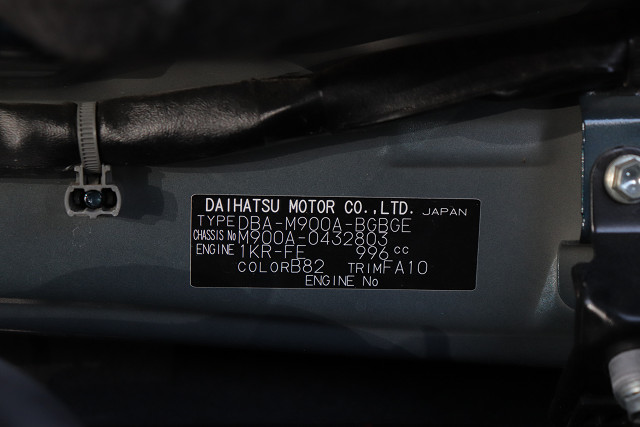 DAIHATSU MOTOR CO.,LTD. JAPAN
TYPE DBA-M900A-BGBGE
CHASSIS No M900A-0432803
ENGINE 1KR-FE 996 cc
COLOR B82 TRIM FA10
ENGINE No